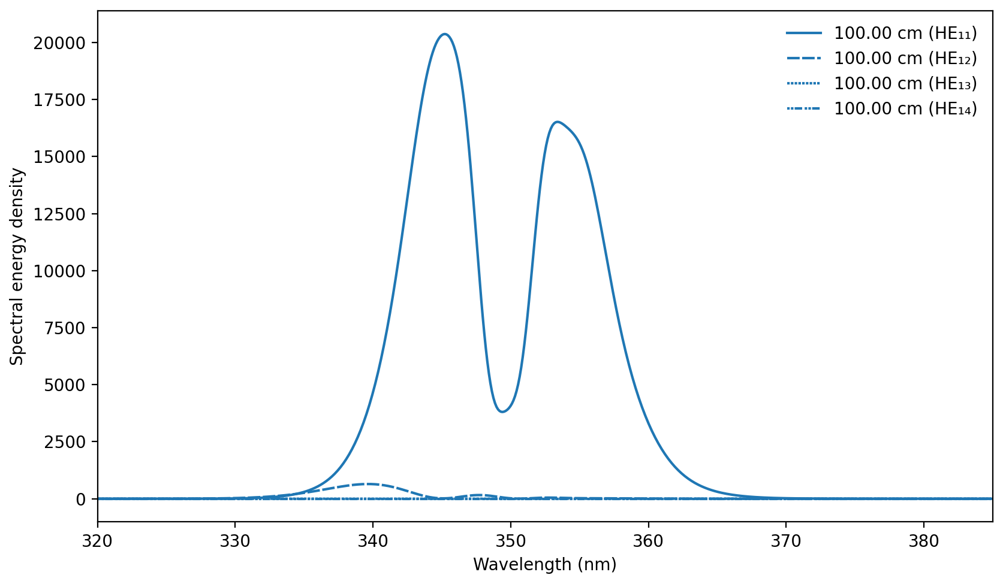 20000
17500
15000
12500
10000
7500
5000
2500
0
Spectral energy density
100.00 cm (HE₁₁)
100.00 cm (HE₁₂)
100.00 cm (HE₁₃)
100.00 cm (HE₁₄)
320 330 340 350 360 370 380
Wavelength (nm)